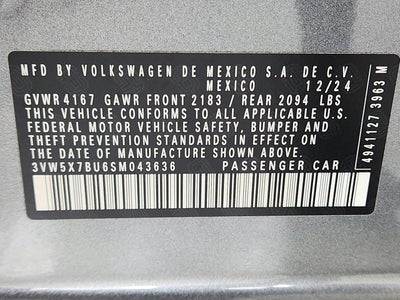 MFD BY VOLKSWAGEN DE MEXICO S.A. DE C.V.
MEXICO 12/24
GVWR 4167 GAWR FRONT 2183 / REAR 2094 LBS
THIS VEHICLE CONFORMS TO ALL APPLICABLE U.S.
FEDERAL MOTOR VEHICLE SAFETY, BUMPER AND
THEFT PREVENTION STANDARDS IN EFFECT ON
THE DATE OF MANUFACTURE SHOWN ABOVE.
3VW5X7BU6SM043636 PASSENGER CAR
4941127 3963 M